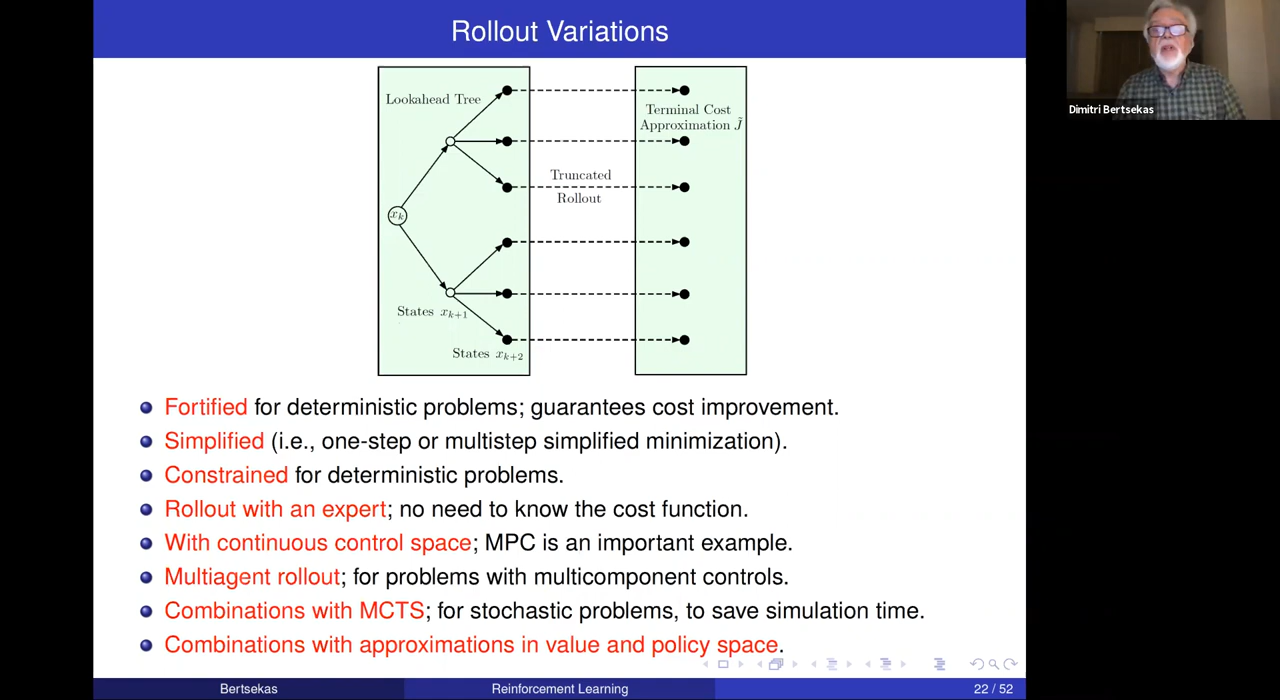 Rollout Variations
Dimitri Bertsekas
Lookahead Tree
Terminal Cost
Approximation J̃
Truncated
Rollout
x_k
States x_{k+1}
States x_{k+2}
Fortified for deterministic problems; guarantees cost improvement.
Simplified (i.e., one-step or multistep simplified minimization).
Constrained for deterministic problems.
Rollout with an expert; no need to know the cost function.
With continuous control space; MPC is an important example.
Multiagent rollout; for problems with multicomponent controls.
Combinations with MCTS; for stochastic problems, to save simulation time.
Combinations with approximations in value and policy space.
Bertsekas
Reinforcement Learning
22 / 52